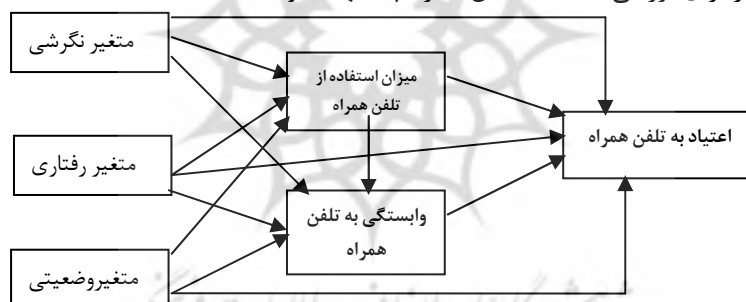 متغیر نگرشی
میزان استفاده از
تلفن همراه
اعتیاد به تلفن همراه
متغیر رفتاری
وابستگی به تلفن
همراه
متغیروضعیتی